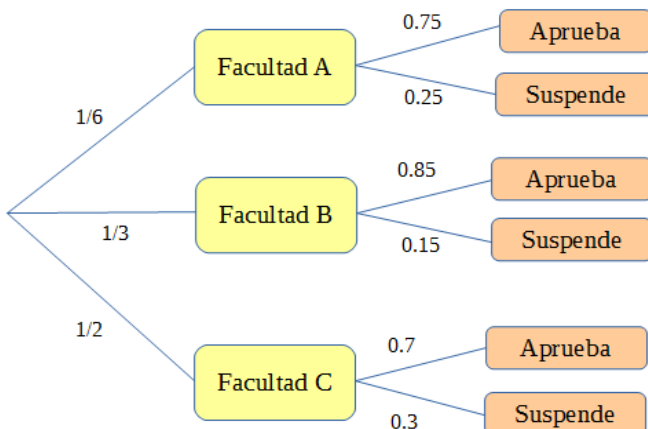 0.75
Aprueba
Facultad A
1/6
0.25
Suspende
0.85
Aprueba
Facultad B
1/3
0.15
Suspende
1/2
0.7
Aprueba
Facultad C
0.3
Suspende